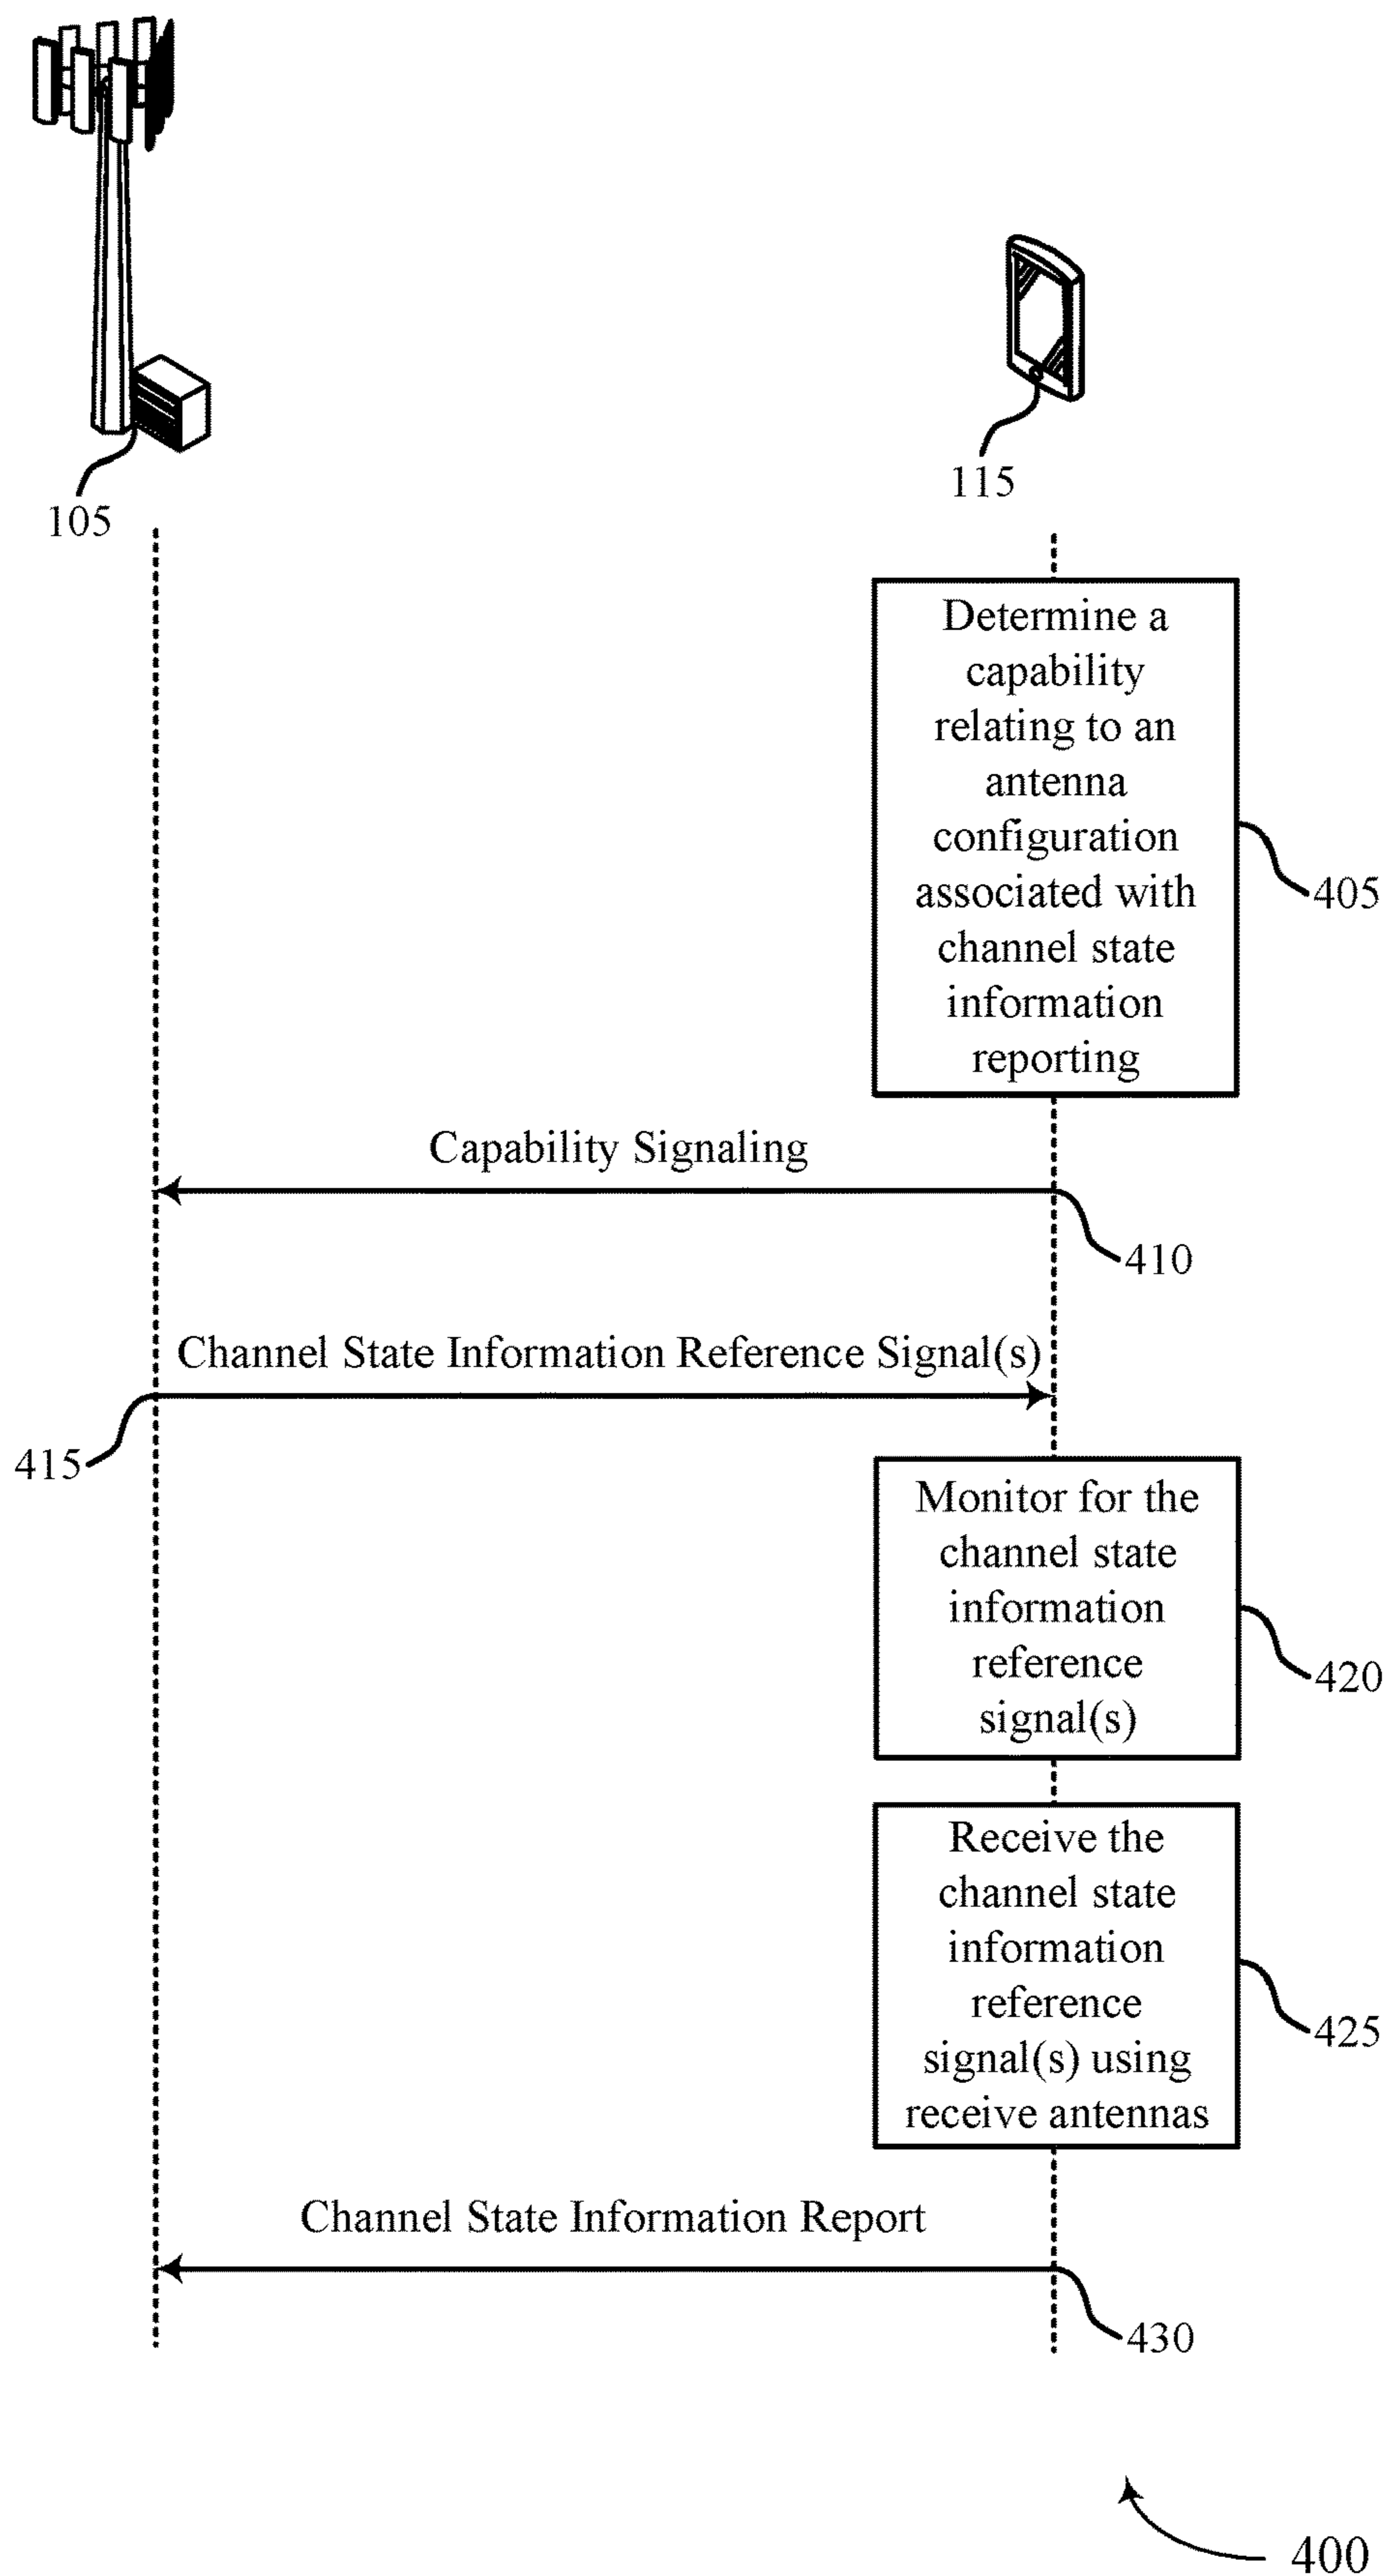 105
115
Determine a
capability
relating to an
antenna
configuration
associated with
channel state
information
reporting
405
Capability Signaling
410
Channel State Information Reference Signal(s)
415
Monitor for the
channel state
information
reference
signal(s)
420
Receive the
channel state
information
reference
signal(s) using
receive antennas
425
Channel State Information Report
430
400